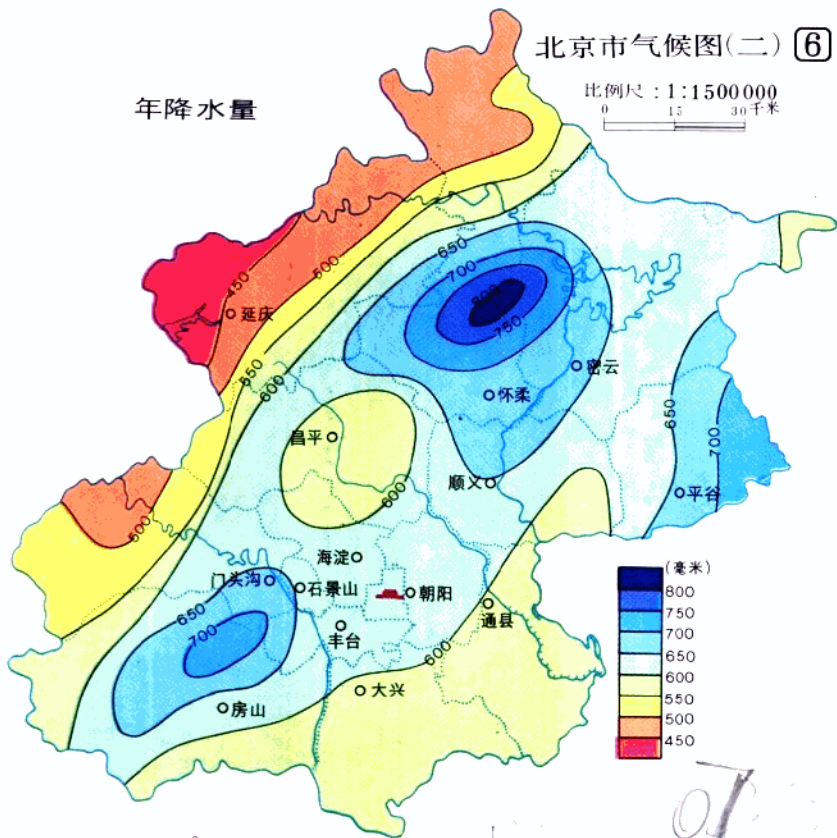 北京市气候图(二) 6
比例尺:1:1500000
0 15 30千米
年降水量
650
700
800
750
500
450
延庆
550
600
密云
怀柔
650
700
昌平
600
顺义
平谷
500
海淀
门头沟
石景山
朝阳
通县
650
700
丰台
600
大兴
房山
(毫米)
800
750
700
650
600
550
500
450